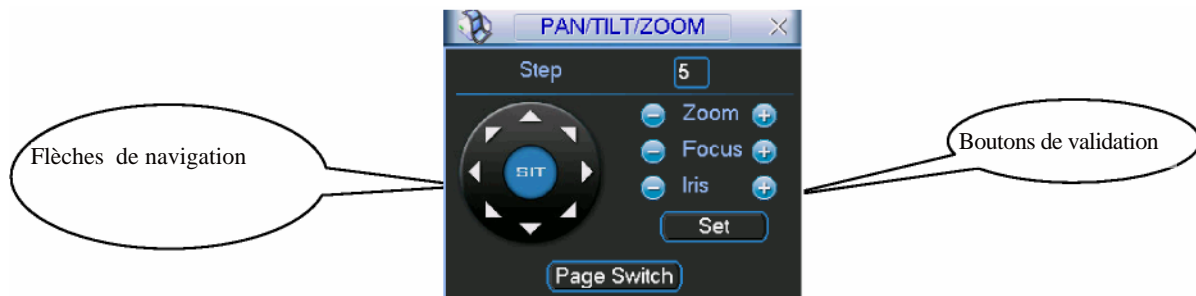 PAN/TILT/ZOOM
Step 5
Zoom
Flèches de navigation
Focus
Boutons de validation
SIT
Iris
Set
Page Switch